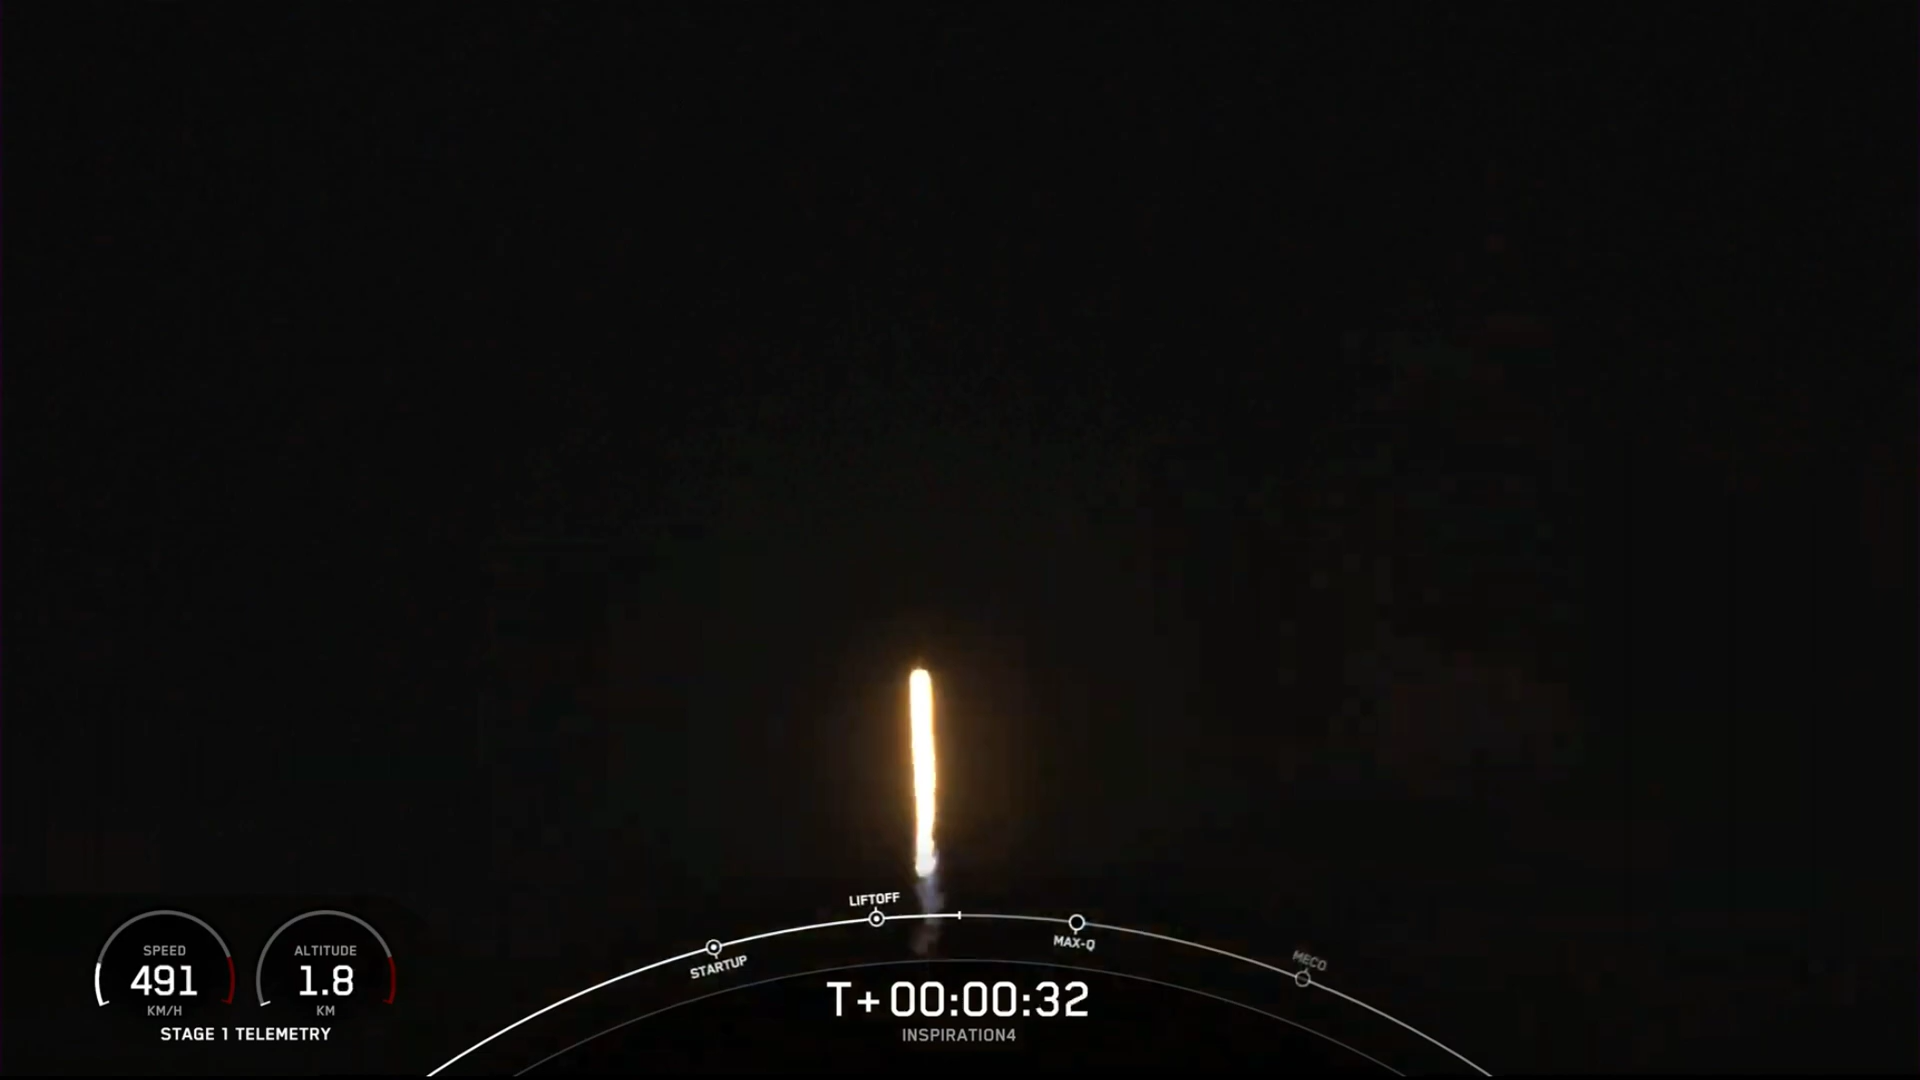 LIFTOFF
STARTUP
MAX-Q
MECO
SPEED
491
KM/H
ALTITUDE
1.8
KM
STAGE 1 TELEMETRY
T+00:00:32
INSPIRATION4